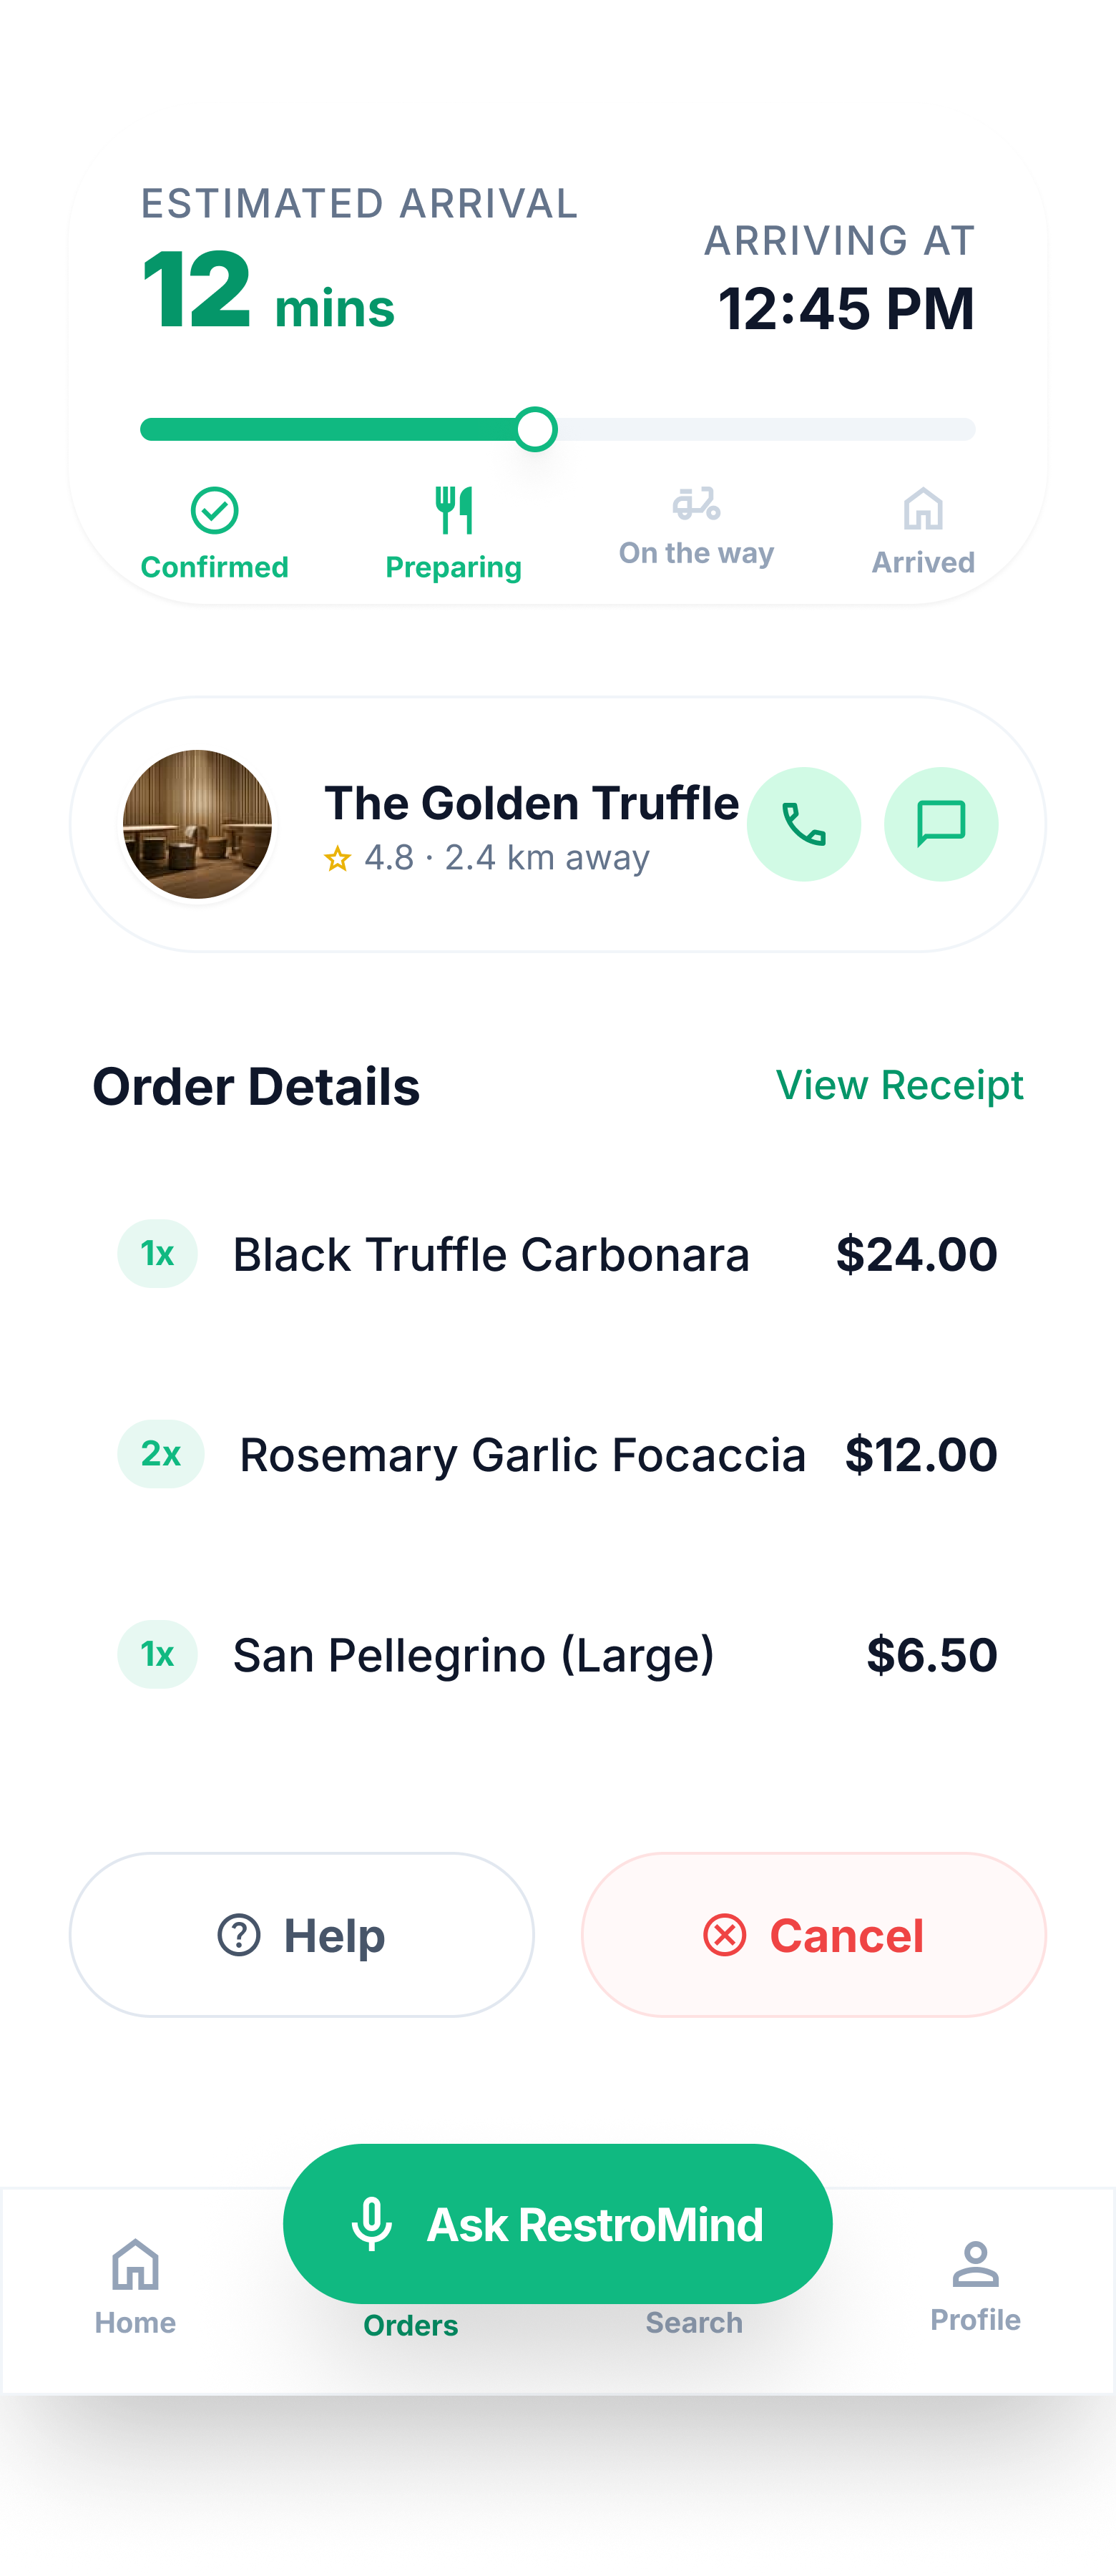 ESTIMATED ARRIVAL
12 mins
ARRIVING AT
12:45 PM
Confirmed
Preparing
On the way
Arrived
The Golden Truffle
4.8 · 2.4 km away
Order Details
View Receipt
1x Black Truffle Carbonara $24.00
2x Rosemary Garlic Focaccia $12.00
1x San Pellegrino (Large) $6.50
Help
Cancel
Ask RestroMind
Home
Orders
Search
Profile